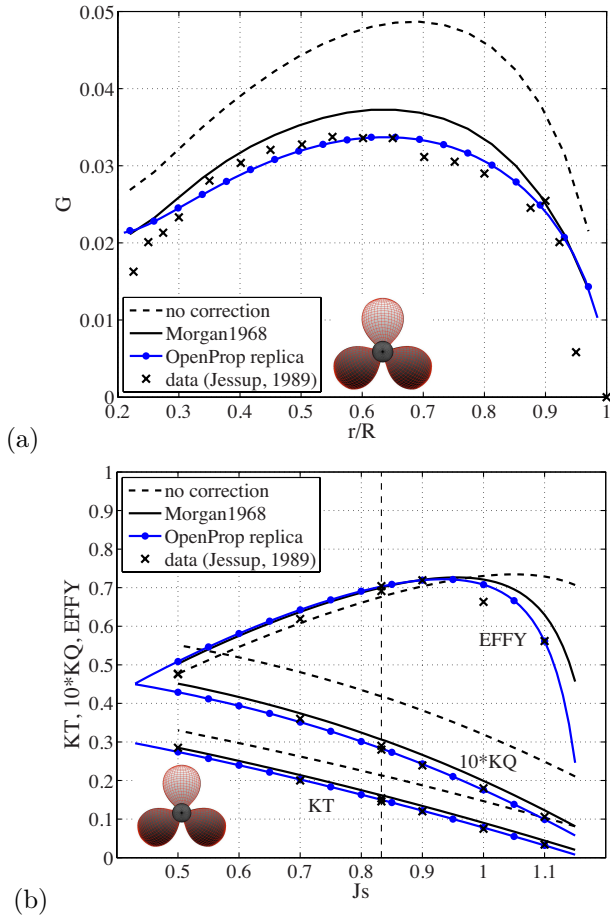 0.05
0.04
0.03
0.02
0.01
0
G
no correction
Morgan1968
OpenProp replica
data (Jessup, 1989)
0.2 0.3 0.4 0.5 0.6 0.7 0.8 0.9 1
r/R
(a)
1
0.9
0.8
0.7
0.6
0.5
0.4
0.3
0.2
0.1
0
KT, 10*KQ, EFFY
no correction
Morgan1968
OpenProp replica
data (Jessup, 1989)
EFFY
10*KQ
KT
0.5 0.6 0.7 0.8 0.9 1 1.1
Js
(b)